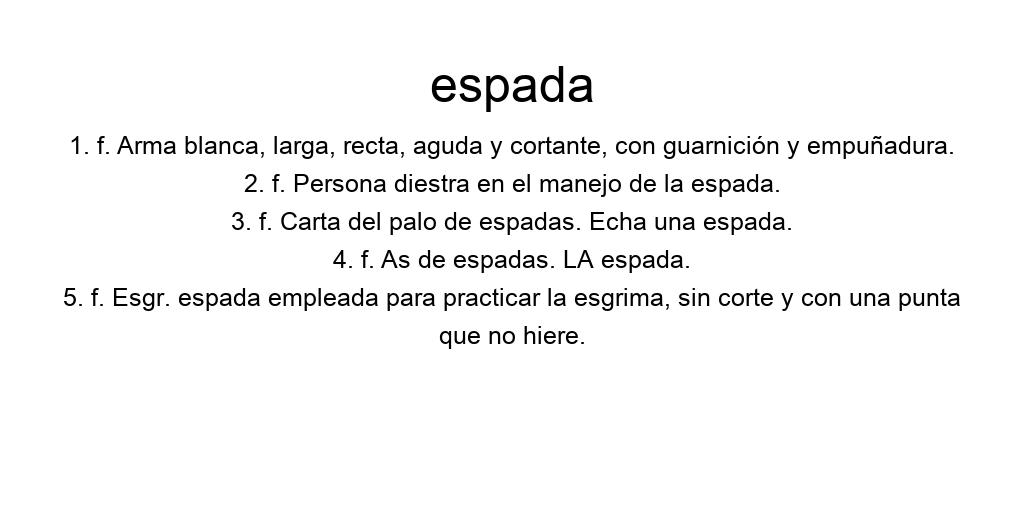 espada
1. f. Arma blanca, larga, recta, aguda y cortante, con guarnición y empuñadura.
2. f. Persona diestra en el manejo de la espada.
3. f. Carta del palo de espadas. Echa una espada.
4. f. As de espadas. LA espada.
5. f. Esgr. espada empleada para practicar la esgrima, sin corte y con una punta
que no hiere.